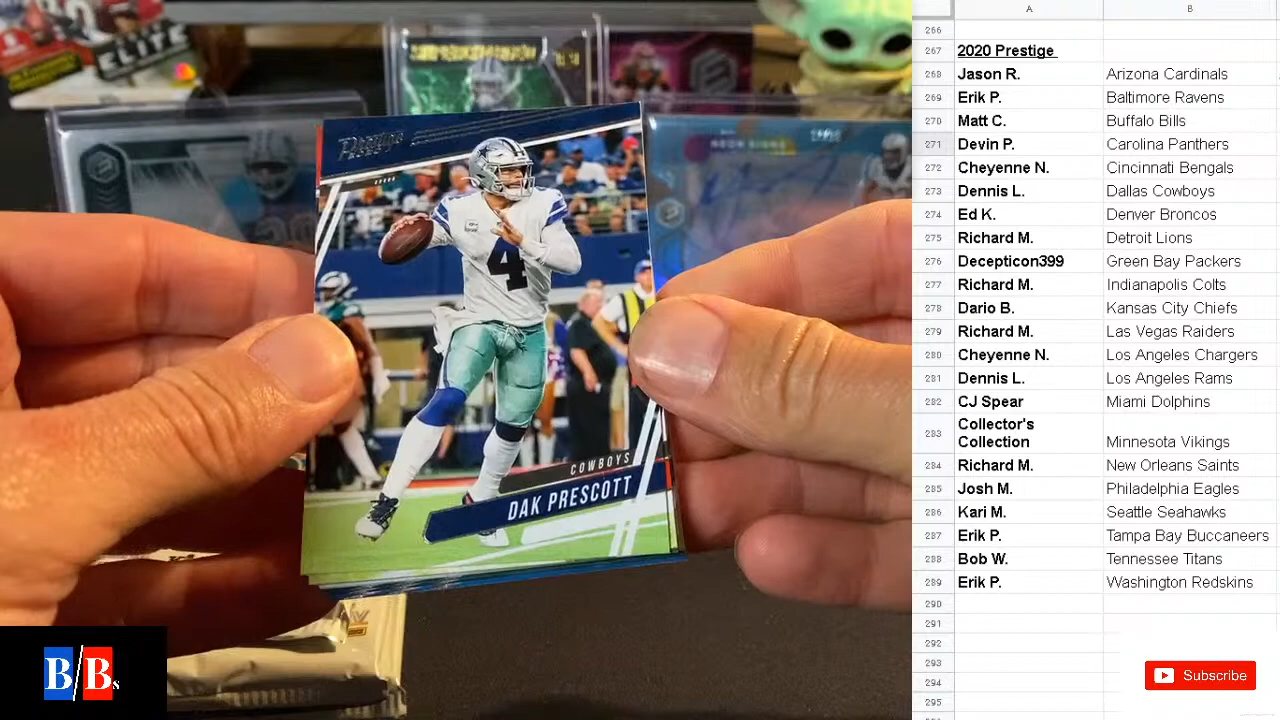 ELITE
NEON SIGNS
Prestige
4
COWBOYS
DAK PRESCOTT
B/Bs
A B
266
267 2020 Prestige
268 Jason R. Arizona Cardinals
269 Erik P. Baltimore Ravens
270 Matt C. Buffalo Bills
271 Devin P. Carolina Panthers
272 Cheyenne N. Cincinnati Bengals
273 Dennis L. Dallas Cowboys
274 Ed K. Denver Broncos
275 Richard M. Detroit Lions
276 Decepticon399 Green Bay Packers
277 Richard M. Indianapolis Colts
278 Dario B. Kansas City Chiefs
279 Richard M. Las Vegas Raiders
280 Cheyenne N. Los Angeles Chargers
281 Dennis L. Los Angeles Rams
282 CJ Spear Miami Dolphins
Collector's
283 Collection Minnesota Vikings
284 Richard M. New Orleans Saints
285 Josh M. Philadelphia Eagles
286 Kari M. Seattle Seahawks
287 Erik P. Tampa Bay Buccaneers
288 Bob W. Tennessee Titans
289 Erik P. Washington Redskins
290
291
292
293
294
295
Subscribe